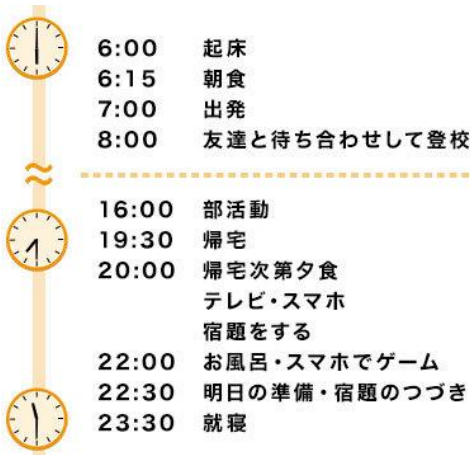 6:00 起床
6:15 朝食
7:00 出発
8:00 友達と待ち合わせして登校
16:00 部活動
19:30 帰宅
20:00 帰宅次第夕食
テレビ・スマホ
宿題をする
22:00 お風呂・スマホでゲーム
22:30 明日の準備・宿題のつづき
23:30 就寝